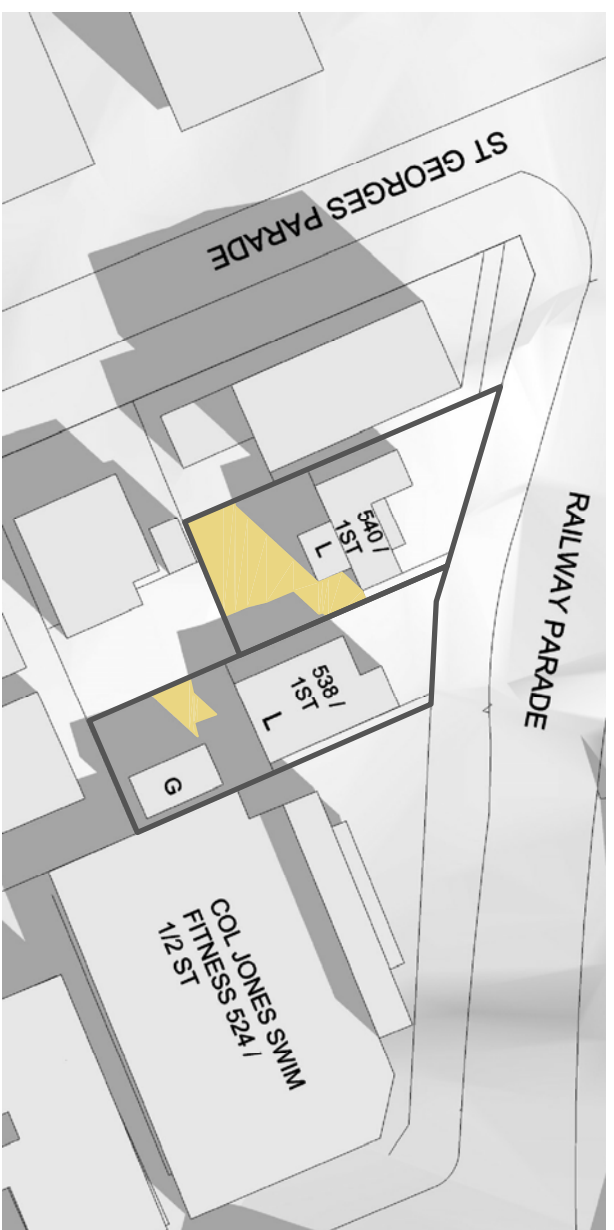 ST GEORGES PARADE
RAILWAY PARADE
540 /
1ST
L
538 /
1ST
L
G
COL JONES SWIM
FITNESS 524 /
1/2 ST